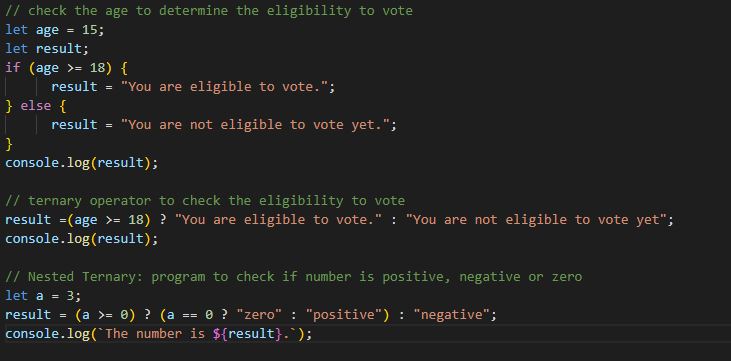 // check the age to determine the eligibility to vote
let age = 15;
let result;
if (age >= 18) {
      result = "You are eligible to vote.";
} else {
      result = "You are not eligible to vote yet.";
}
console.log(result);

// ternary operator to check the eligibility to vote
result =(age >= 18) ? "You are eligible to vote." : "You are not eligible to vote yet";
console.log(result);

// Nested Ternary: program to check if number is positive, negative or zero
let a = 3;
result = (a >= 0) ? (a == 0 ? "zero" : "positive") : "negative";
console.log(`The number is ${result}.`);